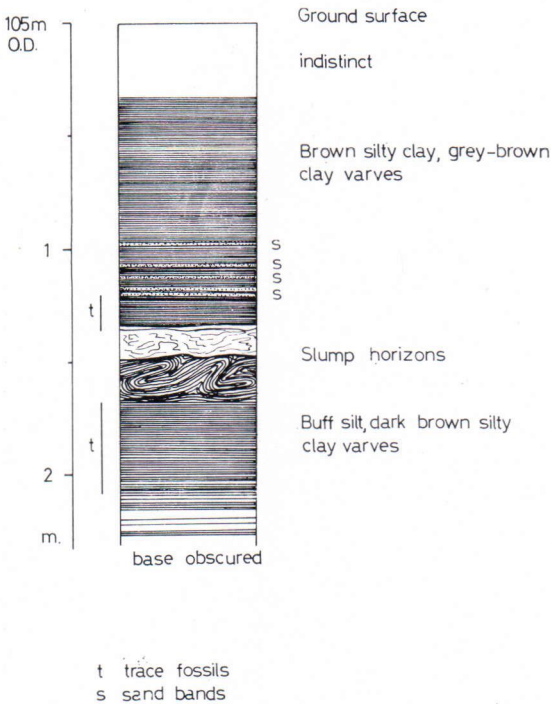 105m
O.D.
Ground surface
indistinct
Brown silty clay, grey-brown
clay varves
1
s
s
s
s
t
Slump horizons
Buff silt, dark brown silty
clay varves
t
2
m.
base obscured
t trace fossils
s sand bands